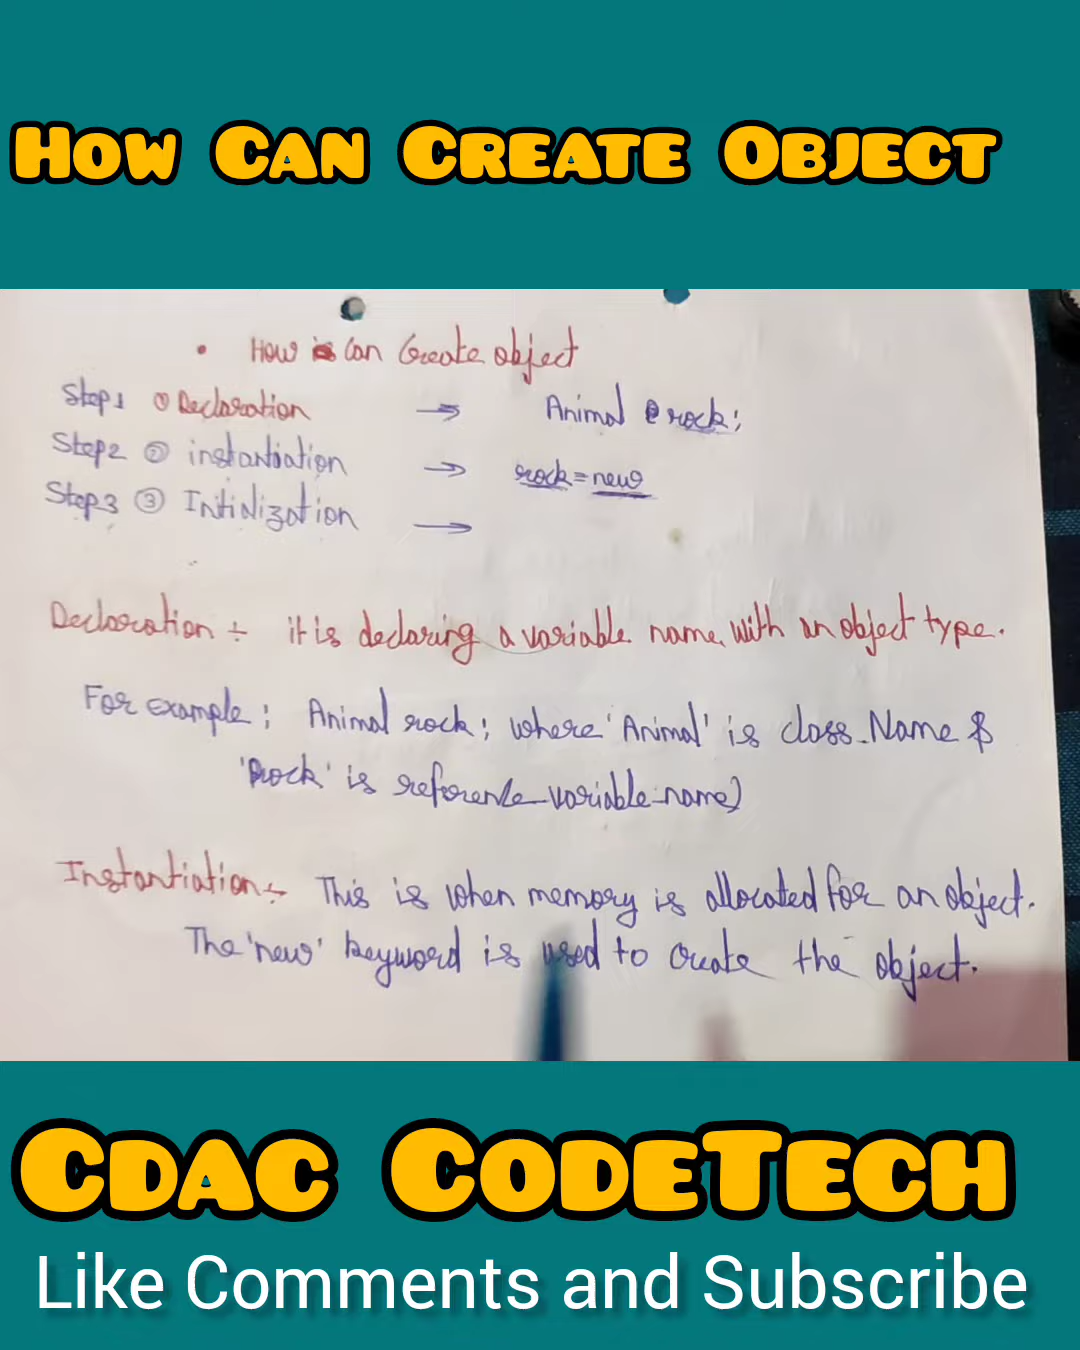 How Can Create Object
• How is Can Create object
Step1 ① Declaration → Animal rock;
Step2 ② instantiation → rock = new
Step3 ③ Intialization →
Declaration :- it is declaring a variable name with an object type.
For example; Animal rock; where 'Animal' is class-Name &
'Rock' is reference-variable-name)
Instantiation :- This is when memory is allocated for an object.
The 'new' keyword is used to create the object.
Cdac CodeTech
Like Comments and Subscribe